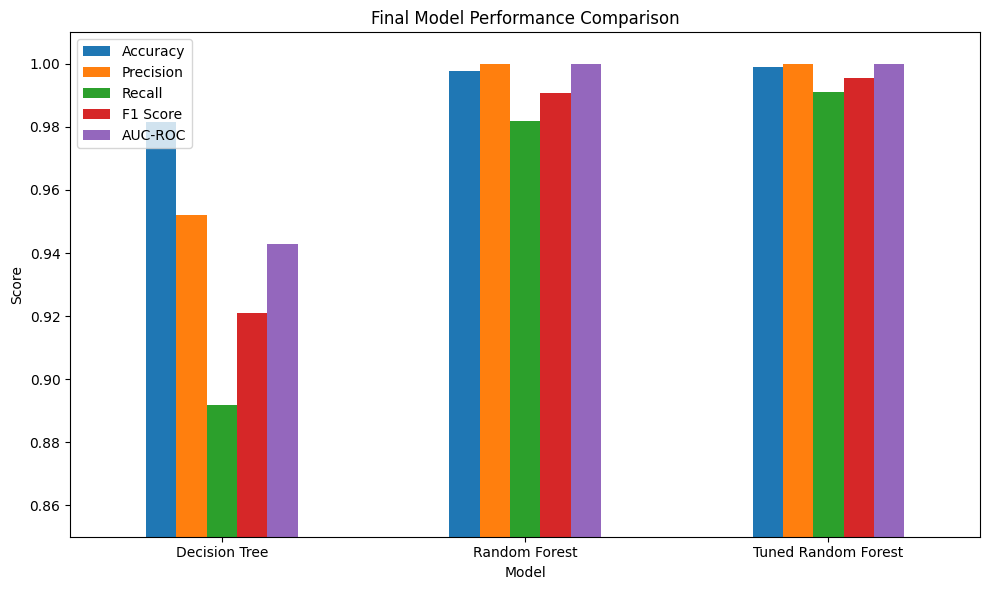 Final Model Performance Comparison
Accuracy
Precision
Recall
F1 Score
AUC-ROC
1.00
0.98
0.96
0.94
0.92
0.90
0.88
0.86
Score
Decision Tree
Random Forest
Tuned Random Forest
Model